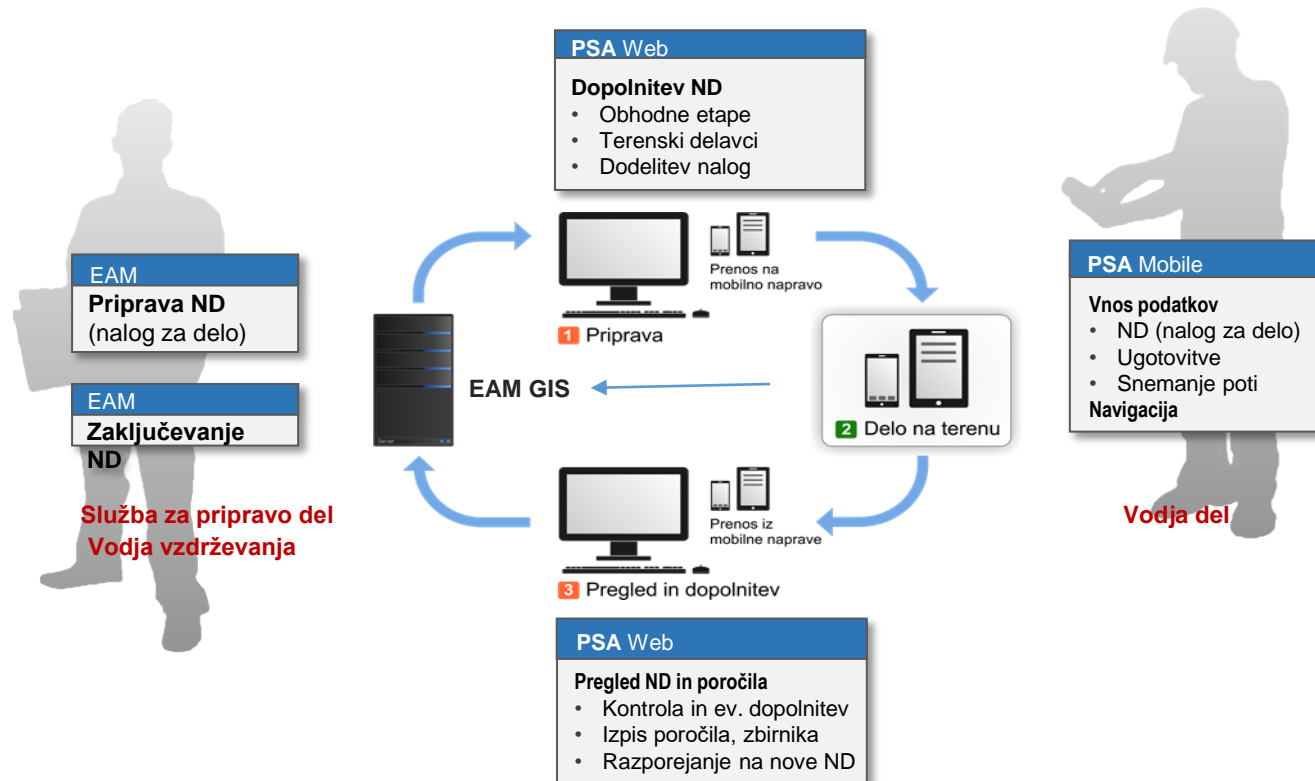 PSA Web
Dopolnitev ND
• Obhodne etape
• Terenski delavci
• Dodelitev nalog
EAM
Priprava ND
(nalog za delo)
EAM
Zaključevanje
ND
Služba za pripravo del
Vodja vzdrževanja
Prenos na
mobilno napravo
1 Priprava
EAM GIS
Server
2 Delo na terenu
Prenos iz
mobilne naprave
3 Pregled in dopolnitev
PSA Mobile
Vnos podatkov
• ND (nalog za delo)
• Ugotovitve
• Snemanje poti
Navigacija
Vodja del
PSA Web
Pregled ND in poročila
• Kontrola in ev. dopolnitev
• Izpis poročila, zbirnika
• Razporejanje na nove ND